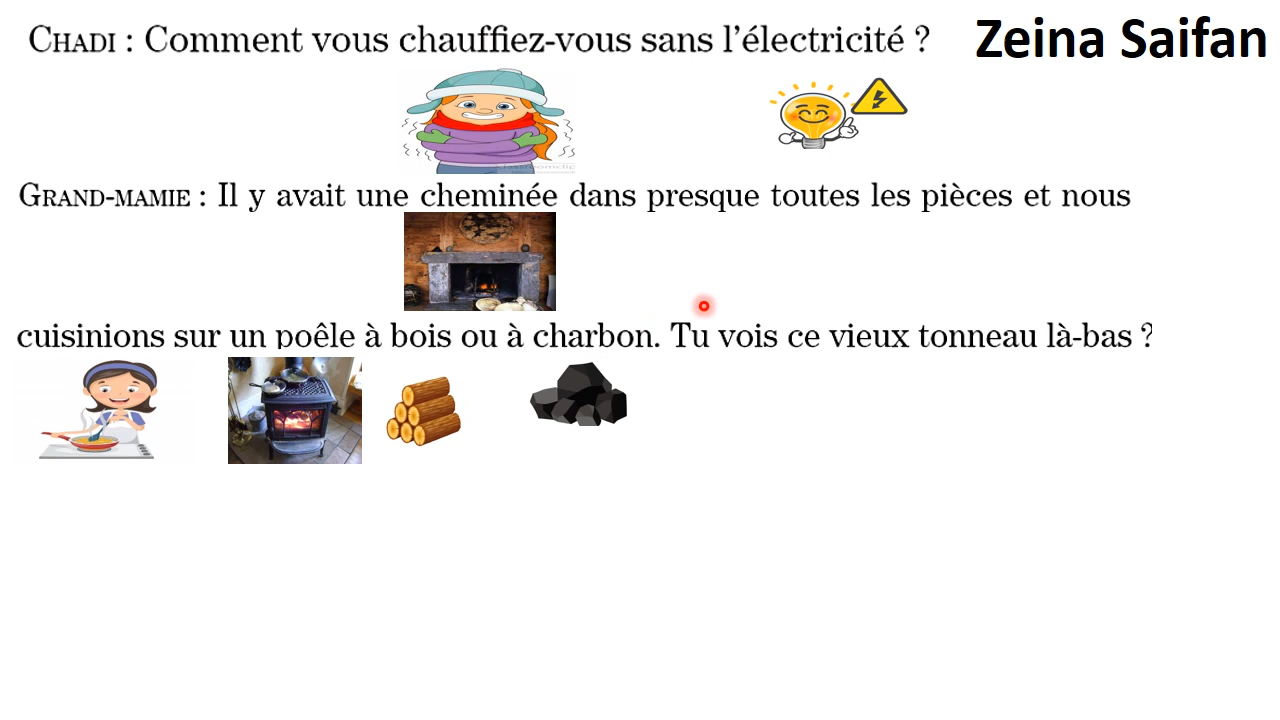 CHADI : Comment vous chauffiez-vous sans l'électricité ?
Zeina Saifan
GRAND-MAMIE : Il y avait une cheminée dans presque toutes les pièces et nous
cuisinions sur un poêle à bois ou à charbon. Tu vois ce vieux tonneau là-bas ?